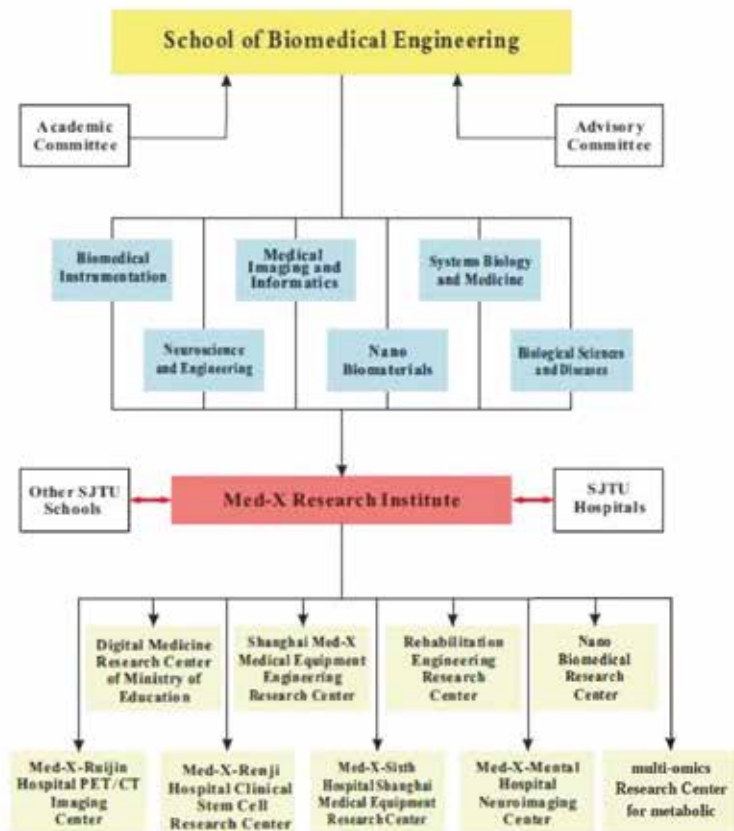 School of Biomedical Engineering
Academic
Committee
Advisory
Committee
Biomedical
Instrumentation
Medical
Imaging and
Informatics
Systems Biology
and Medicine
Neuroscience
and Engineering
Nano
Biomaterials
Biological Sciences
and Diseases
Other SJTU
Schools
Med-X Research Institute
SJTU
Hospitals
Digital Medicine
Research Center
of Ministry of
Education
Shanghai Med-X
Medical Equipment
Engineering
Research Center
Rehabilitation
Engineering
Research
Center
Nano
Biomedical
Research
Center
Med-X-Ruijin
Hospital PET/CT
Imaging
Center
Med-X-Renji
Hospital Clinical
Stem Cell
Research Center
Med-X-Sixth
Hospital Shanghai
Medical Equipment
Research Center
Med-X-Mental
Hospital
Neuroimaging Center
multi-omics
Research Center
for metabolic